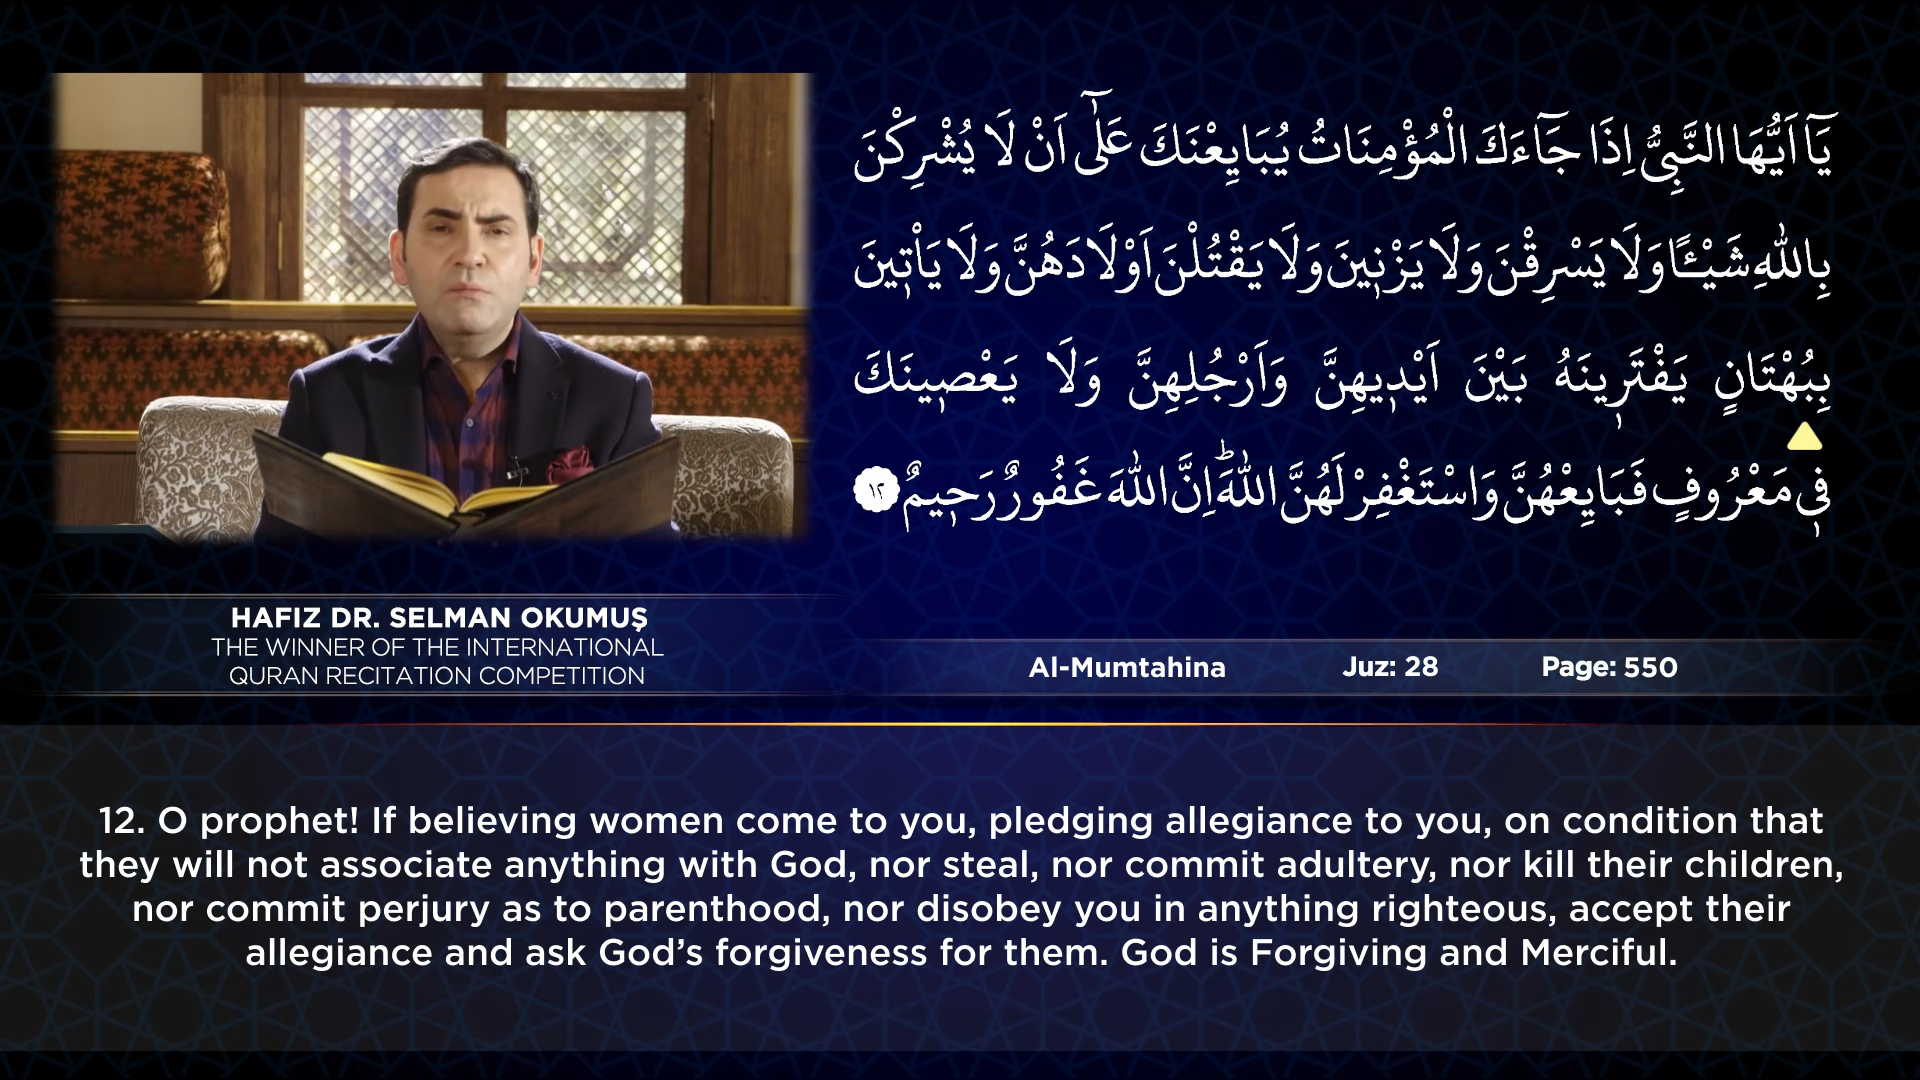 يَٓا اَيُّهَا النَّبِىُّ اِذَا جَٓاءَكَ الْمُؤْمِنَاتُ يُبَايِعْنَكَ عَلٰٓى اَنْ لَا يُشْرِكْنَ
بِاللّٰهِ شَيْـًٔا وَلَا يَسْرِقْنَ وَلَا يَزْنٖينَ وَلَا يَقْتُلْنَ اَوْلَادَهُنَّ وَلَا يَأْتٖينَ
بِبُهْتَانٍ يَفْتَرٖينَهُ بَيْنَ اَيْدٖيهِنَّ وَاَرْجُلِهِنَّ وَلَا يَعْصٖينَكَ
فٖى مَعْرُوفٍ فَبَايِعْهُنَّ وَاسْتَغْفِرْ لَهُنَّ اللّٰهَؕ اِنَّ اللّٰهَ غَفُورٌ رَحٖيمٌ ١٢
HAFIZ DR. SELMAN OKUMUŞ
THE WINNER OF THE INTERNATIONAL
QURAN RECITATION COMPETITION
Al-Mumtahina Juz: 28 Page: 550
12. O prophet! If believing women come to you, pledging allegiance to you, on condition that
they will not associate anything with God, nor steal, nor commit adultery, nor kill their children,
nor commit perjury as to parenthood, nor disobey you in anything righteous, accept their
allegiance and ask God’s forgiveness for them. God is Forgiving and Merciful.